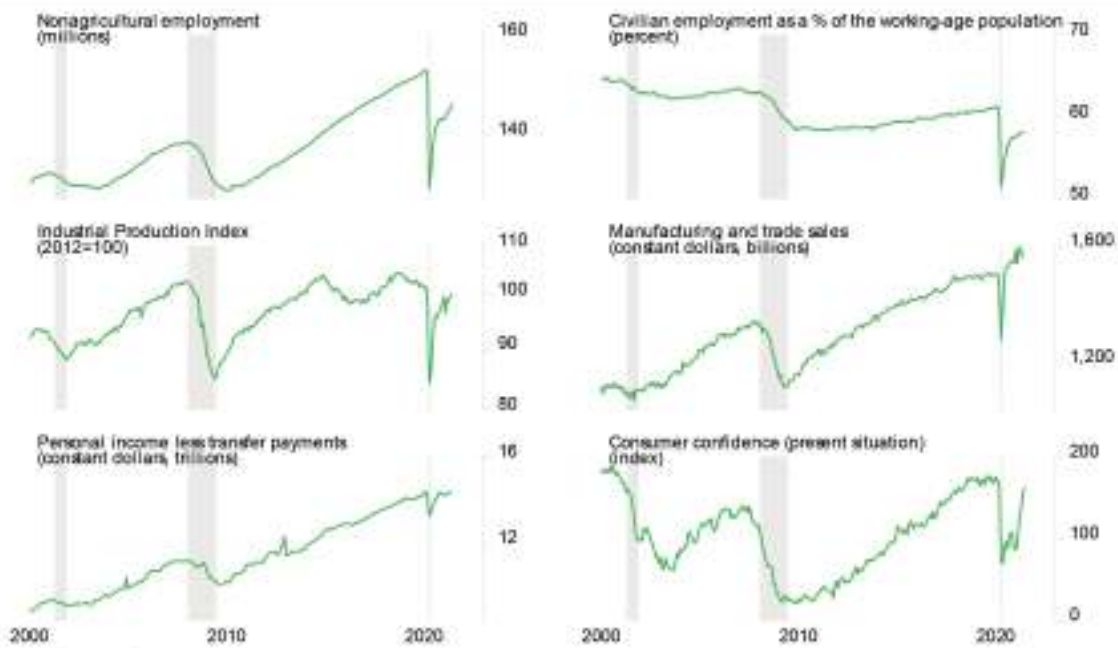 Nonagricultural employment
(millions)
160
140
Civilian employment as a % of the working-age population
(percent)
70
60
50
Industrial Production Index
(2012=100)
110
100
90
80
Manufacturing and trade sales
(constant dollars, billions)
1,600
1,200
Personal income less transfer payments
(constant dollars, trillions)
16
12
2000
2010
2020
Consumer confidence (present situation)
(index)
200
100
0
2000
2010
2020